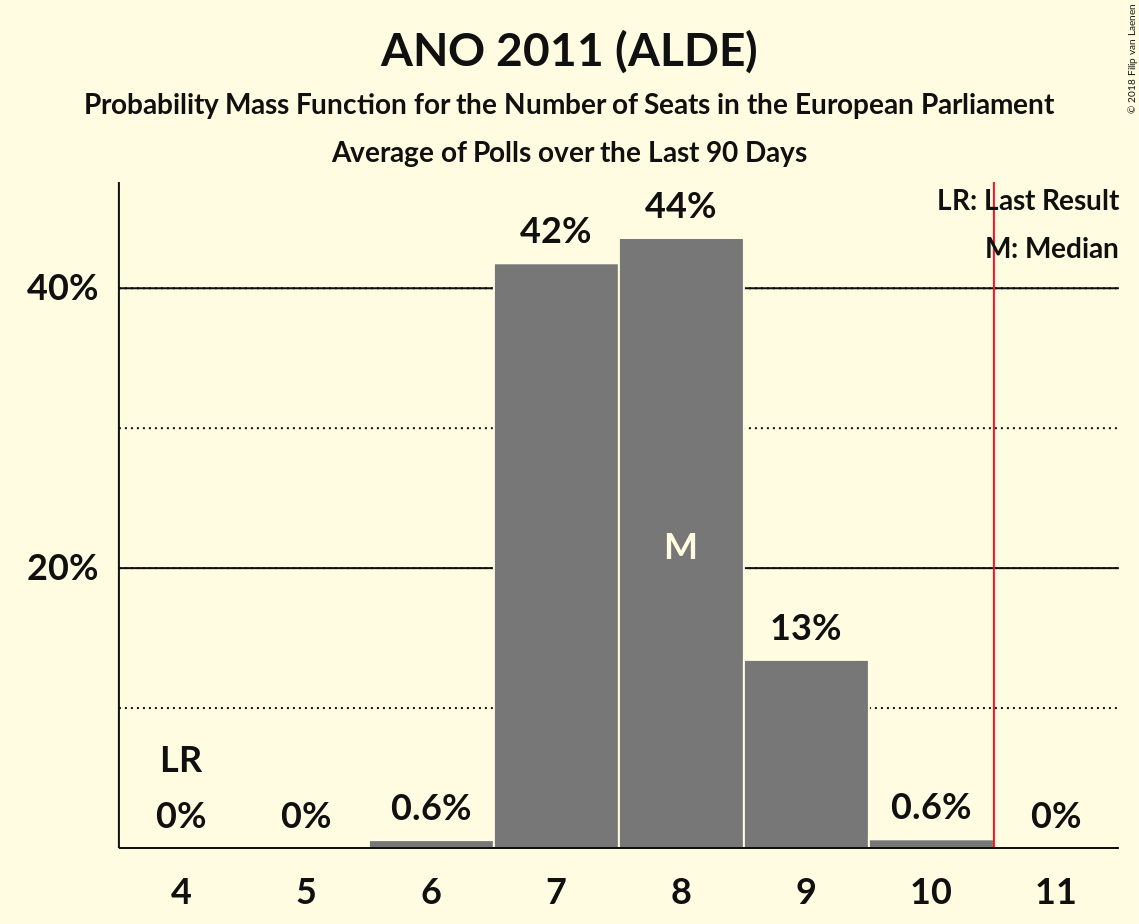 ANO 2011 (ALDE)
Probability Mass Function for the Number of Seats in the European Parliament
Average of Polls over the Last 90 Days
© 2018 Filip van Laenen
LR: Last Result
M: Median
44%
42%
40%
M
20%
13%
LR
0%
0%
0.6%
0.6%
0%
4
5
6
7
8
9
10
11